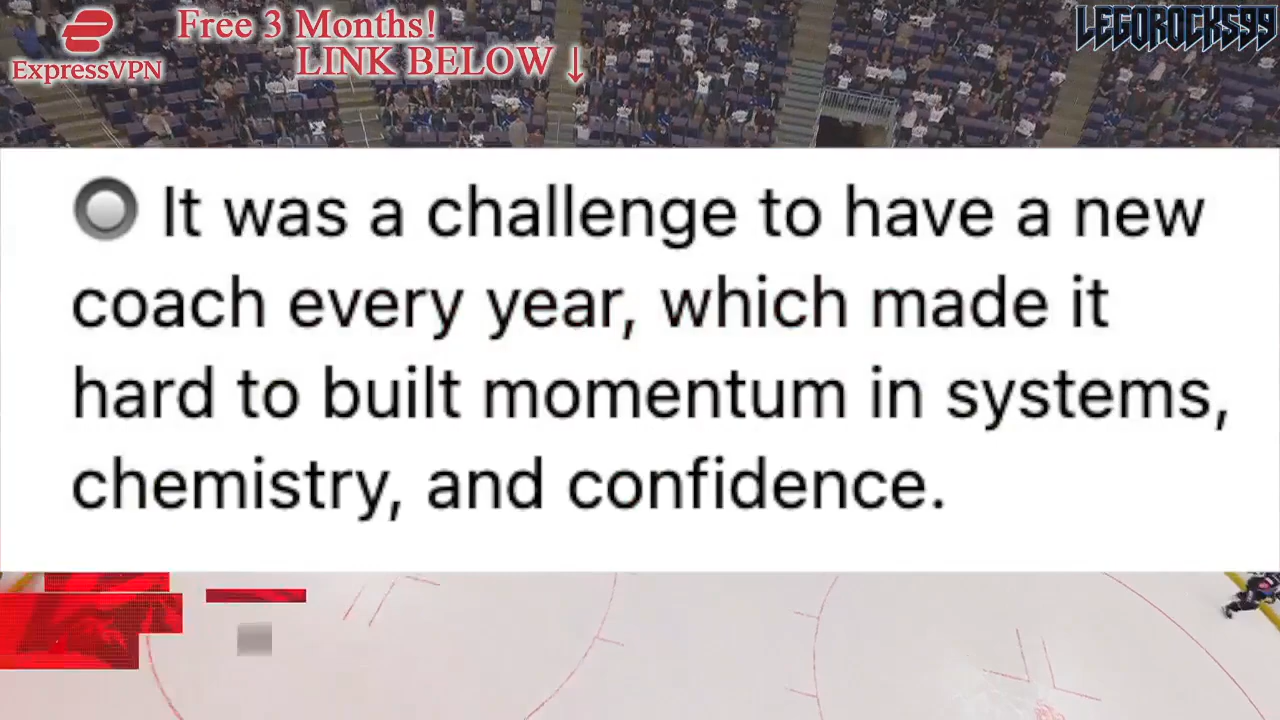 Free 3 Months!
LEGOROCKS99
ExpressVPN
LINK BELOW ↓
It was a challenge to have a new
coach every year, which made it
hard to built momentum in systems,
chemistry, and confidence.